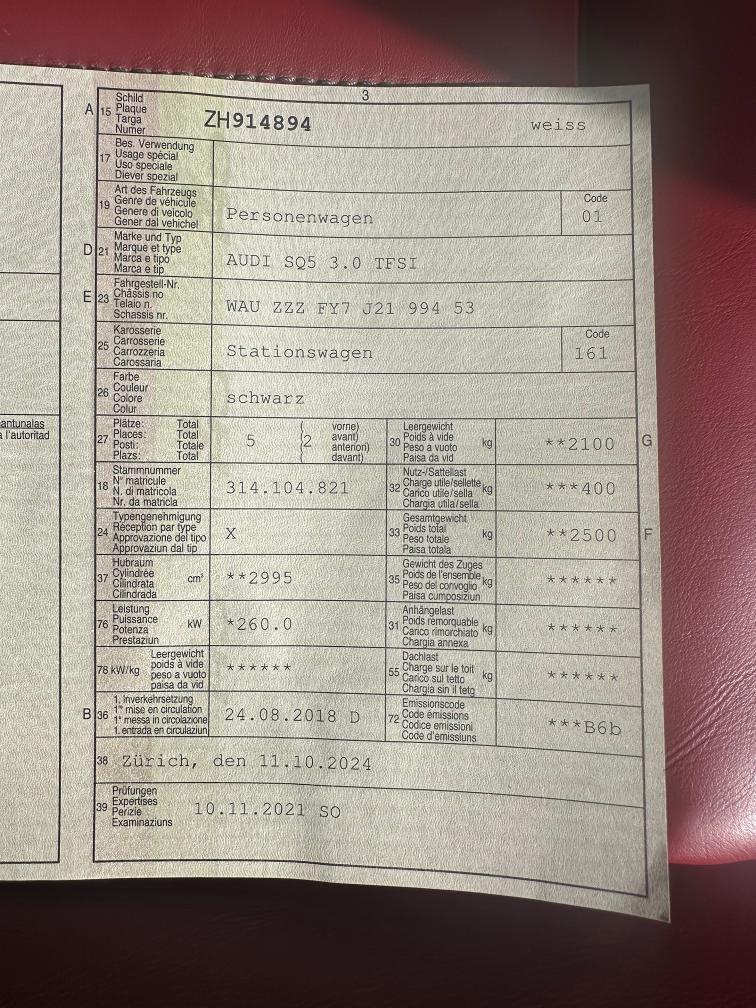 3
A 15 Schild
Plaque
Targa
Numer
ZH914894 weiss
17 Bes. Verwendung
Usage spécial
Uso speciale
Diever spezial
19 Art des Fahrzeugs
Genre de véhicule
Genere di veicolo
Gener dal vehichel
Personenwagen
Code
01
D 21 Marke und Typ
Marque et type
Marca e tipo
Marca e tip
AUDI SQ5 3.0 TFSI
E 23 Fahrgestell-Nr.
Châssis no
Telaio n.
Schassis nr.
WAU ZZZ FY7 J21 994 53
25 Karosserie
Carrosserie
Carrozzeria
Carossaria
Stationswagen
Code
161
26 Farbe
Couleur
Colore
Colur
schwarz
antunalas
a l'autoritad
27 Plätze: Total
Places: Total
Posti: Totale
Plazs: Total
5 (2 vorne)
( avant)
( anteriori)
( davant)
30 Leergewicht
Poids à vide
Peso a vuoto
Paisa da vid
kg
**2100
G
18 Stammnummer
N° matricule
N. di matricola
Nr. da matricla
314.104.821
32 Nutz-/Sattellast
Charge utile/sellette
Carico utile/sella
Chargia utila/sella
kg
***400
24 Typengenehmigung
Réception par type
Approvazione del tipo
Approvaziun dal tip
X
33 Gesamtgewicht
Poids total
Peso totale
Paisa totala
kg
**2500
F
37 Hubraum
Cylindrée
Cilindrata
Cilindrada
cm³
**2995
35 Gewicht des Zuges
Poids de l'ensemble
Peso del convoglio
Paisa cumposiziun
kg
******
76 Leistung
Puissance
Potenza
Prestaziun
kW
*260.0
31 Anhängelast
Poids remorquable
Carico rimorchiato
Chargia annexa
kg
******
78 kW/kg Leergewicht
poids à vide
peso a vuoto
paisa da vid
******
55 Dachlast
Charge sur le toit
Carico sul tetto
Chargia sin il tetg
kg
******
B 36 1. Inverkehrsetzung
1re mise en circulation
1a messa in circolazione
1. entrada en circulaziun
24.08.2018 D
72 Emissionscode
Code émissions
Codice emissioni
Code d'emissiuns
***B6b
38 Zürich, den 11.10.2024
39 Prüfungen
Expertises
Perizie
Examinaziuns
10.11.2021 SO